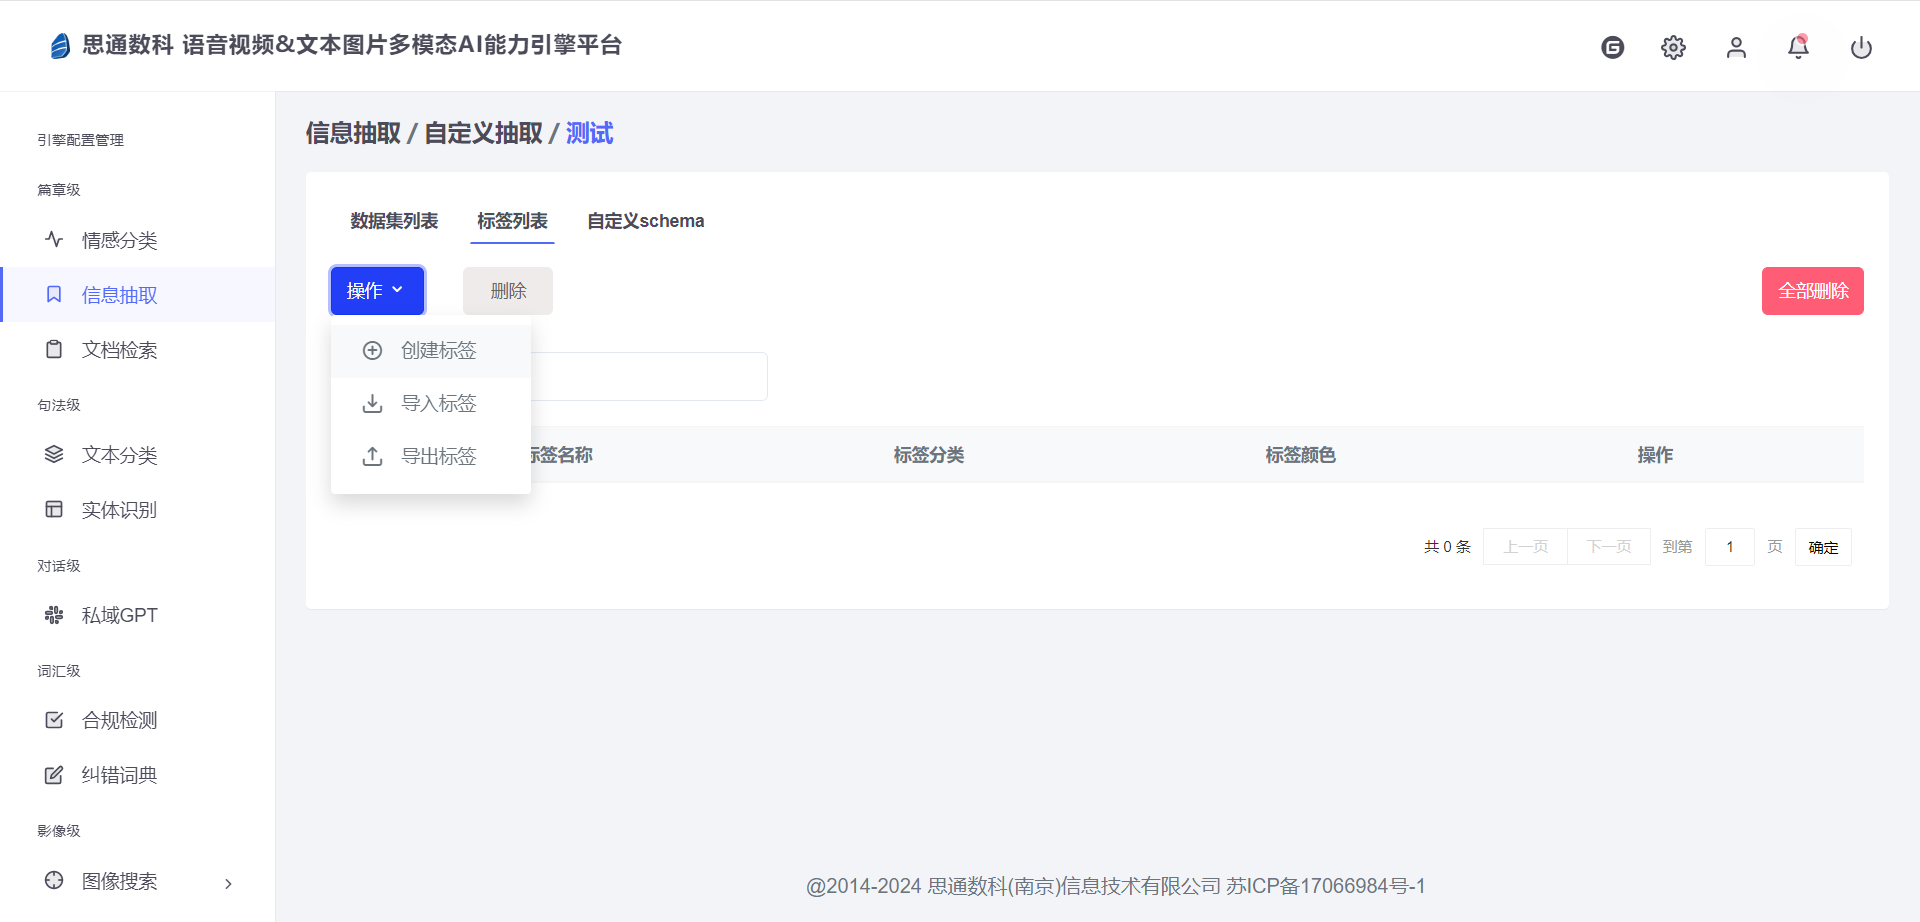 思通数科 语音视频&文本图片多模态AI能力引擎平台
引擎配置管理
篇章级
情感分类
信息抽取
文档检索
句法级
文本分类
实体识别
对话级
私域GPT
词汇级
合规检测
纠错词典
影像级
图像搜索
信息抽取 / 自定义抽取 / 测试
数据集列表 标签列表 自定义schema
操作 删除 全部删除
创建标签
导入标签
导出标签
标签名称 标签分类 标签颜色 操作
共 0 条 上一页 下一页 到第 1 页 确定
@2014-2024 思通数科(南京)信息技术有限公司 苏ICP备17066984号-1